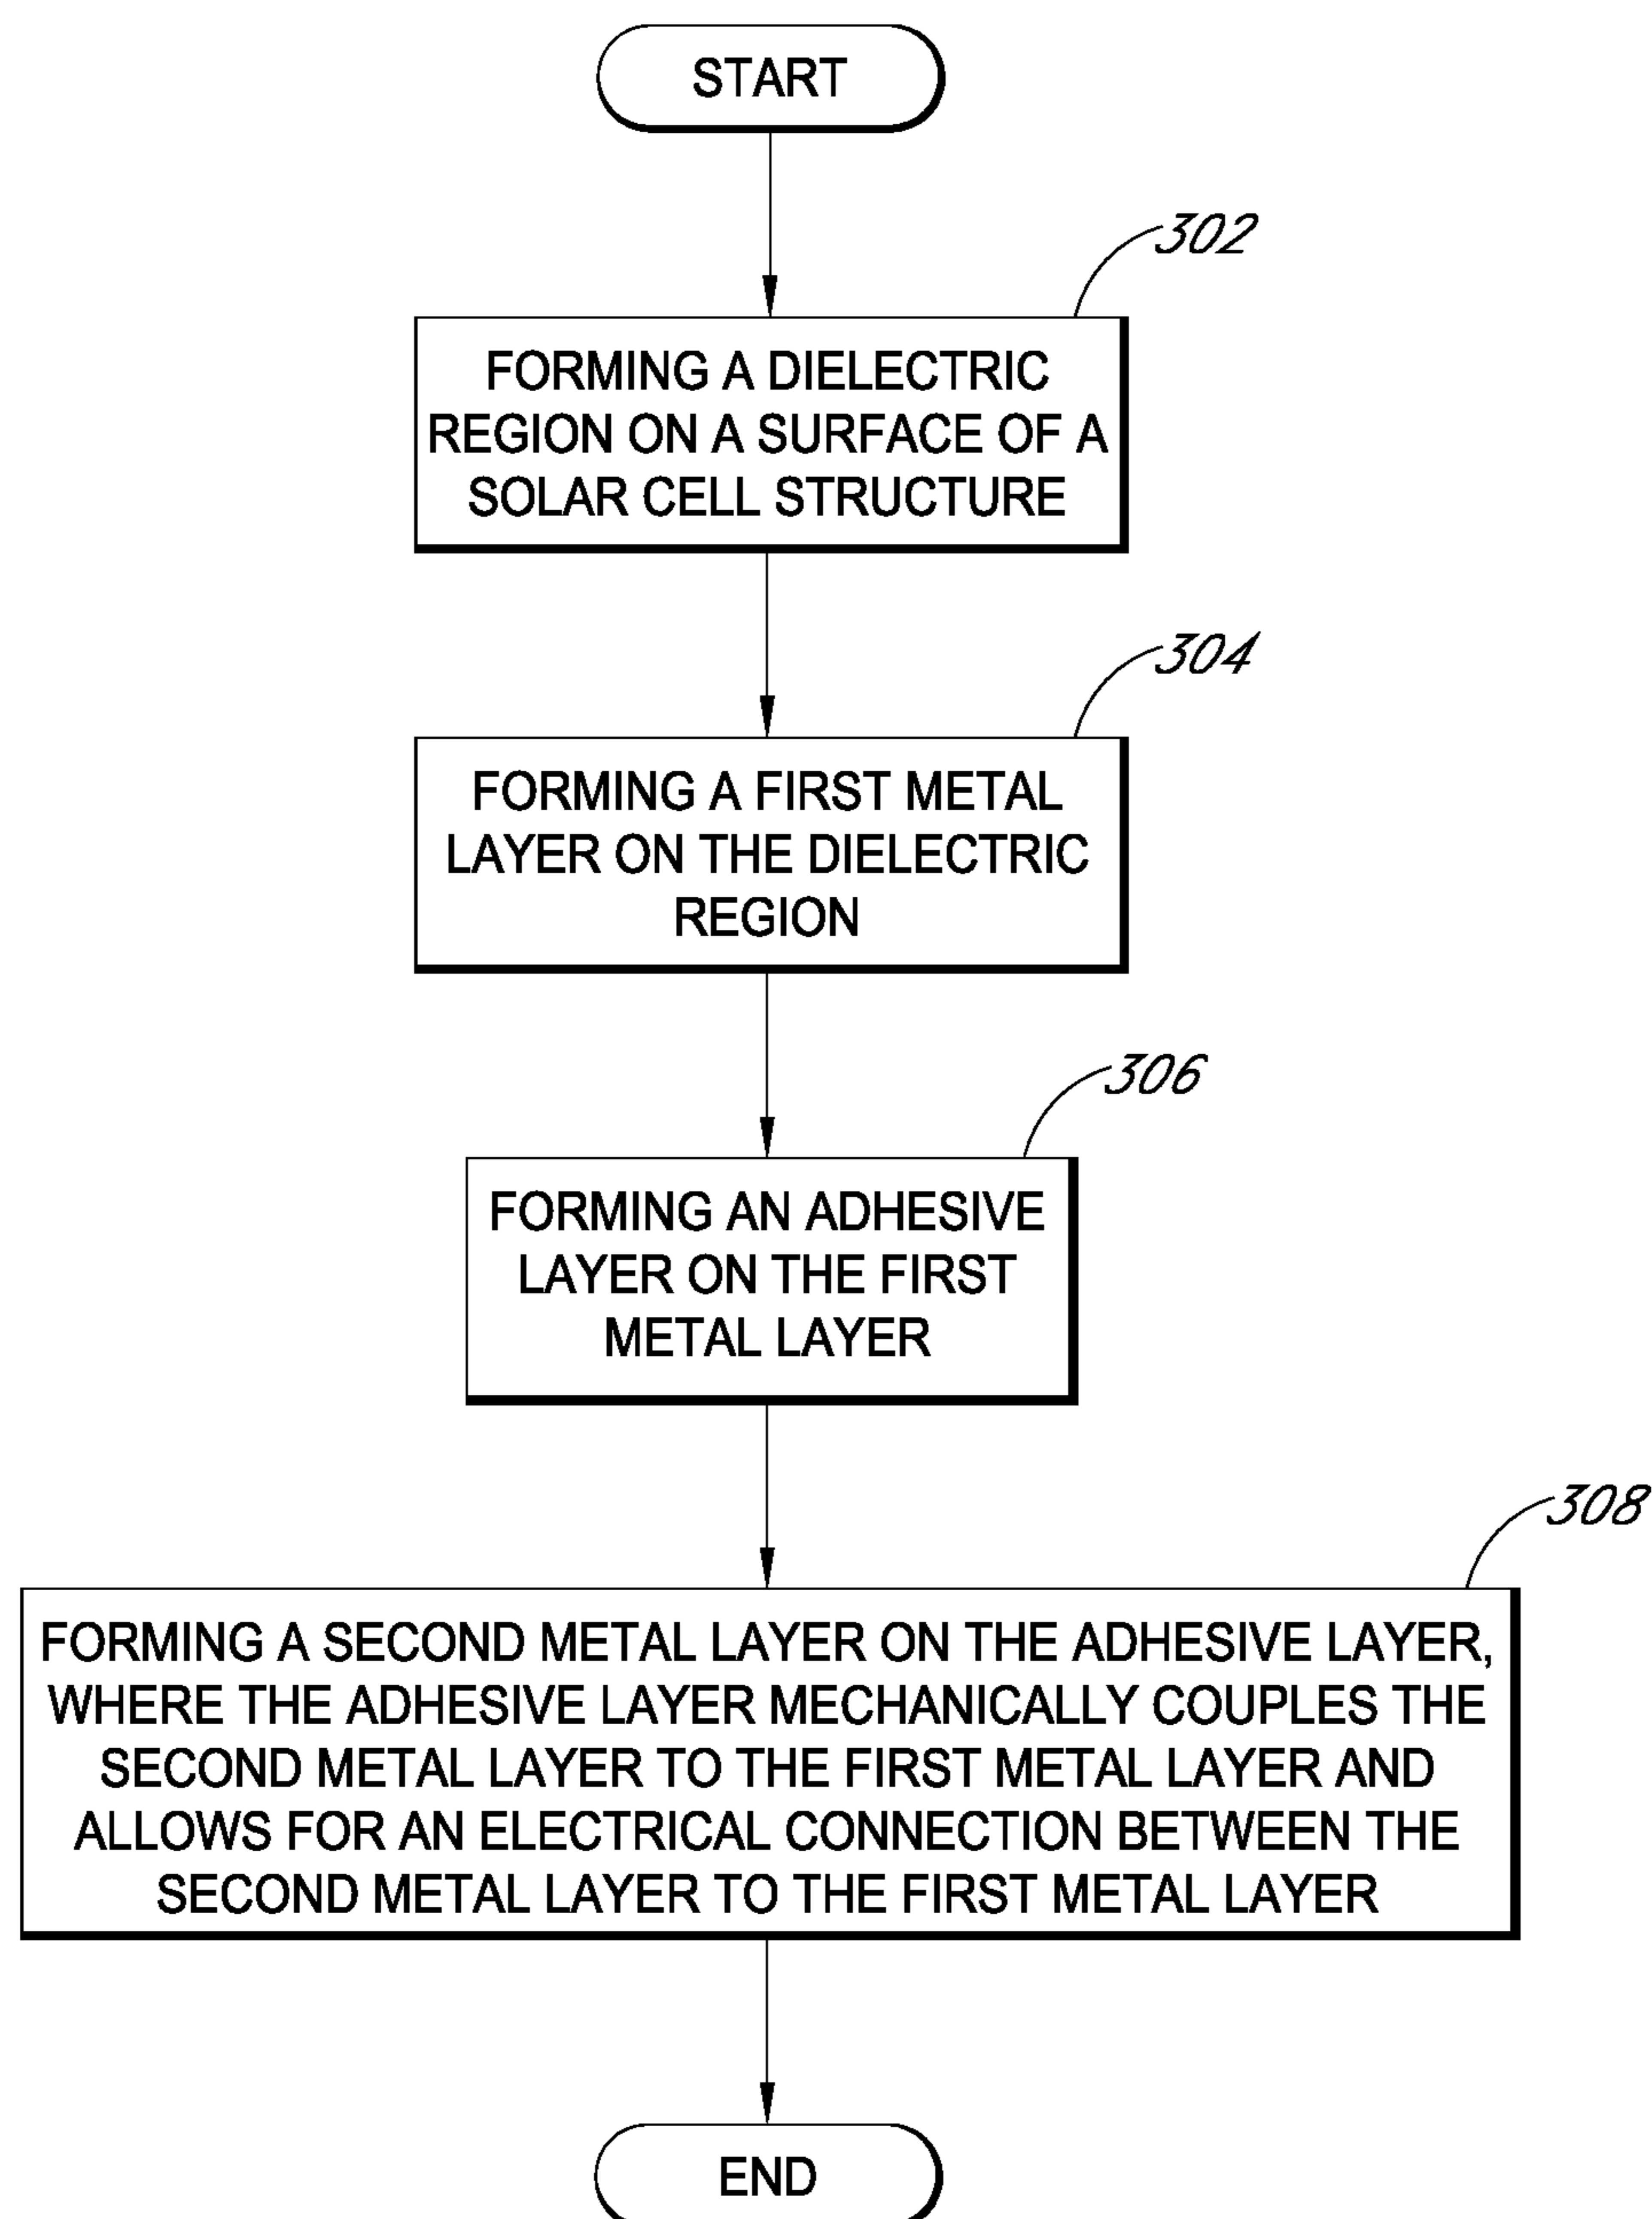 START
302
FORMING A DIELECTRIC
REGION ON A SURFACE OF A
SOLAR CELL STRUCTURE
304
FORMING A FIRST METAL
LAYER ON THE DIELECTRIC
REGION
306
FORMING AN ADHESIVE
LAYER ON THE FIRST
METAL LAYER
308
FORMING A SECOND METAL LAYER ON THE ADHESIVE LAYER,
WHERE THE ADHESIVE LAYER MECHANICALLY COUPLES THE
SECOND METAL LAYER TO THE FIRST METAL LAYER AND
ALLOWS FOR AN ELECTRICAL CONNECTION BETWEEN THE
SECOND METAL LAYER TO THE FIRST METAL LAYER
END